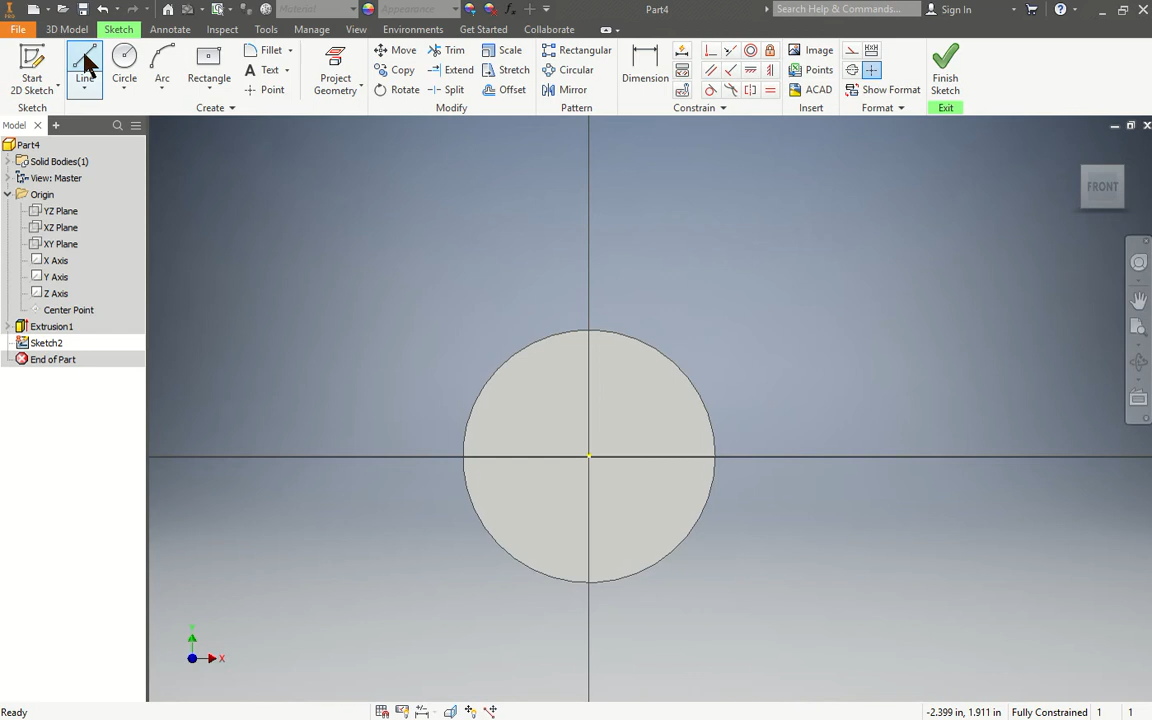 PRO
Material
Appearance
Part4
Search Help & Commands...
Sign In
File
3D Model
Sketch
Annotate
Inspect
Tools
Manage
View
Environments
Get Started
Collaborate
Start
2D Sketch
Line
Circle
Arc
Rectangle
Fillet
Text
Point
Project
Geometry
Move
Copy
Rotate
Trim
Extend
Split
Scale
Stretch
Offset
Rectangular
Circular
Mirror
Dimension
Image
Points
ACAD
Show Format
Finish
Sketch
Sketch
Create
Modify
Pattern
Constrain
Insert
Format
Exit
Model
Part4
Solid Bodies(1)
View: Master
Origin
YZ Plane
XZ Plane
XY Plane
X Axis
Y Axis
Z Axis
Center Point
Extrusion1
Sketch2
End of Part
FRONT
X
Ready
-2.399 in, 1.911 in
Fully Constrained
1
1